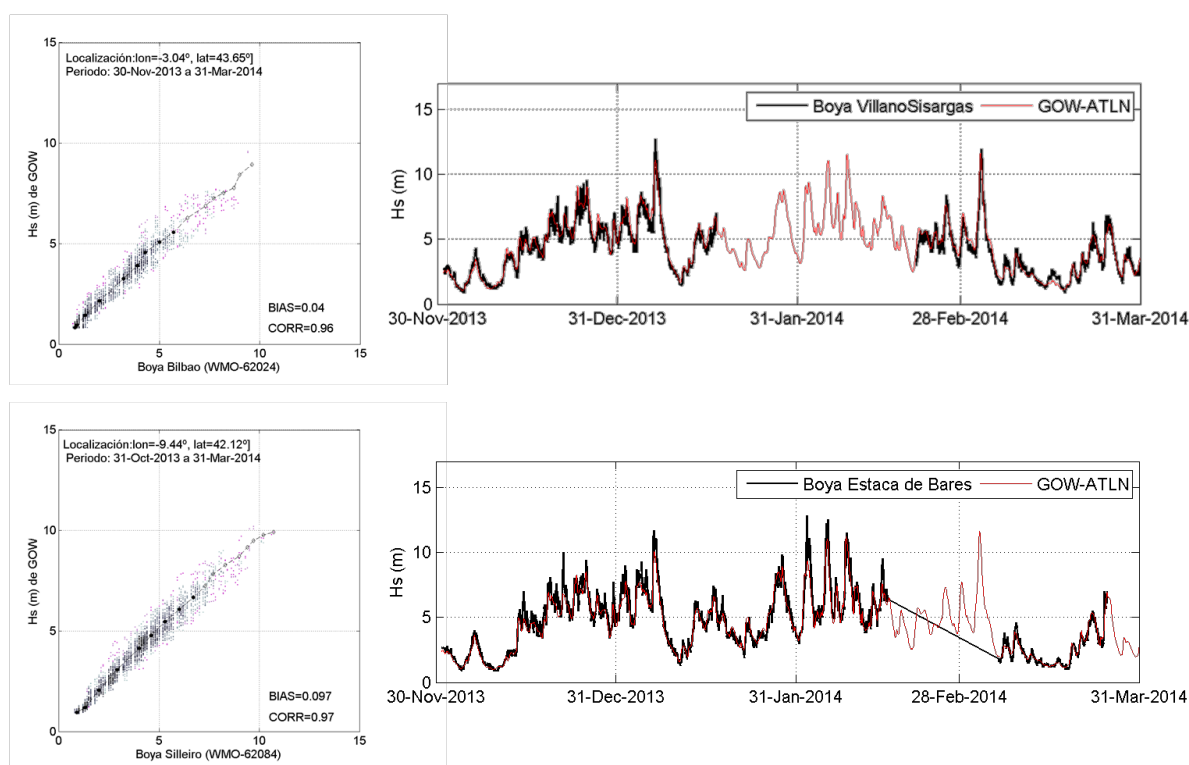 15
10
5
0
Hs (m) de GOW
Localización:lon=-3.04º, lat=43.65º]
Periodo: 30-Nov-2013 a 31-Mar-2014
BIAS=0.04
CORR=0.96
0 5 10 15
Boya Bilbao (WMO-62024)
15
10
5
0
Hs (m)
Boya VillanoSisargas GOW-ATLN
30-Nov-2013 31-Dec-2013 31-Jan-2014 28-Feb-2014 31-Mar-2014
15
10
5
0
Hs (m) de GOW
Localización:lon=-9.44º, lat=42.12º]
Periodo: 31-Oct-2013 a 31-Mar-2014
BIAS=0.097
CORR=0.97
0 5 10 15
Boya Silleiro (WMO-62084)
15
10
5
0
Hs (m)
Boya Estaca de Bares GOW-ATLN
30-Nov-2013 31-Dec-2013 31-Jan-2014 28-Feb-2014 31-Mar-2014